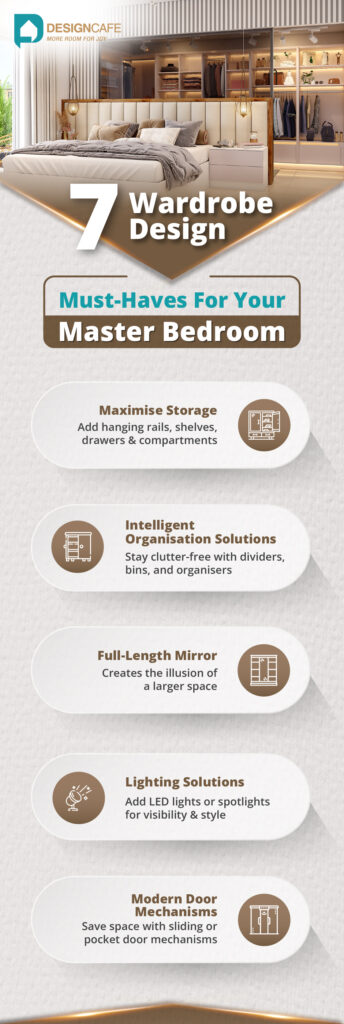 DESIGNCAFE
MORE ROOM FOR JOY
7 Wardrobe
Design
Must-Haves For Your
Master Bedroom
Maximise Storage
Add hanging rails, shelves,
drawers & compartments
Intelligent
Organisation Solutions
Stay clutter-free with dividers,
bins, and organisers
Full-Length Mirror
Creates the illusion of
a larger space
Lighting Solutions
Add LED lights or spotlights
for visibility & style
Modern Door
Mechanisms
Save space with sliding or
pocket door mechanisms